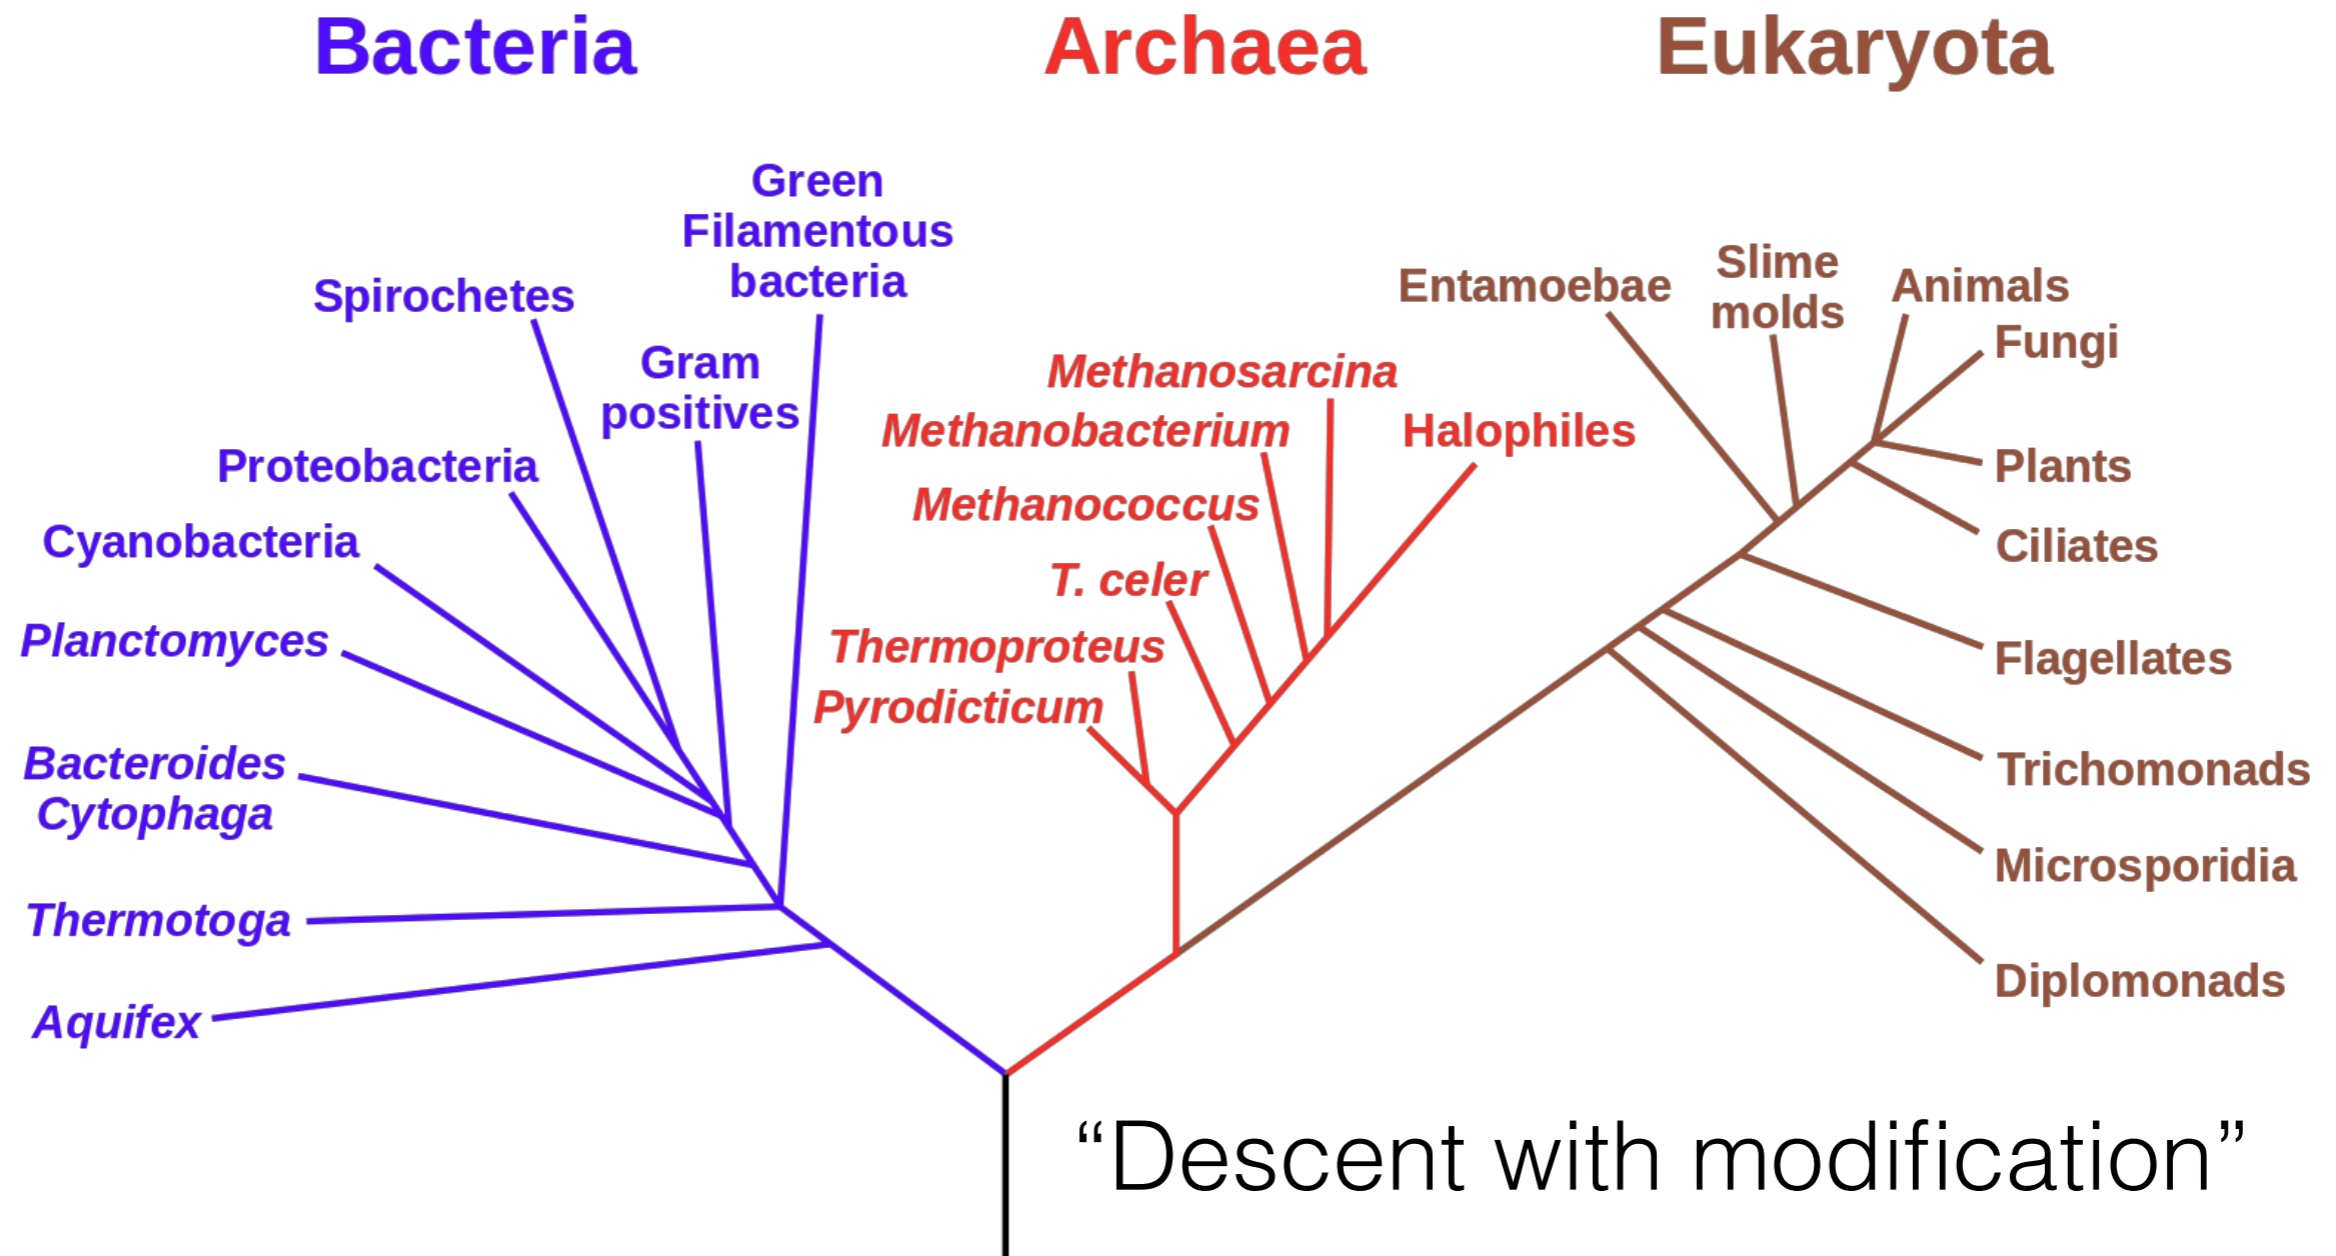 Bacteria
Archaea
Eukaryota
Green
Filamentous
bacteria
Spirochetes
Gram
positives
Proteobacteria
Cyanobacteria
Planctomyces
Bacteroides
Cytophaga
Thermotoga
Aquifex
Methanosarcina
Methanobacterium
Halophiles
Methanococcus
T. celer
Thermoproteus
Pyrodicticum
Entamoebae
Slime
molds
Animals
Fungi
Plants
Ciliates
Flagellates
Trichomonads
Microsporidia
Diplomonads
“Descent with modification”